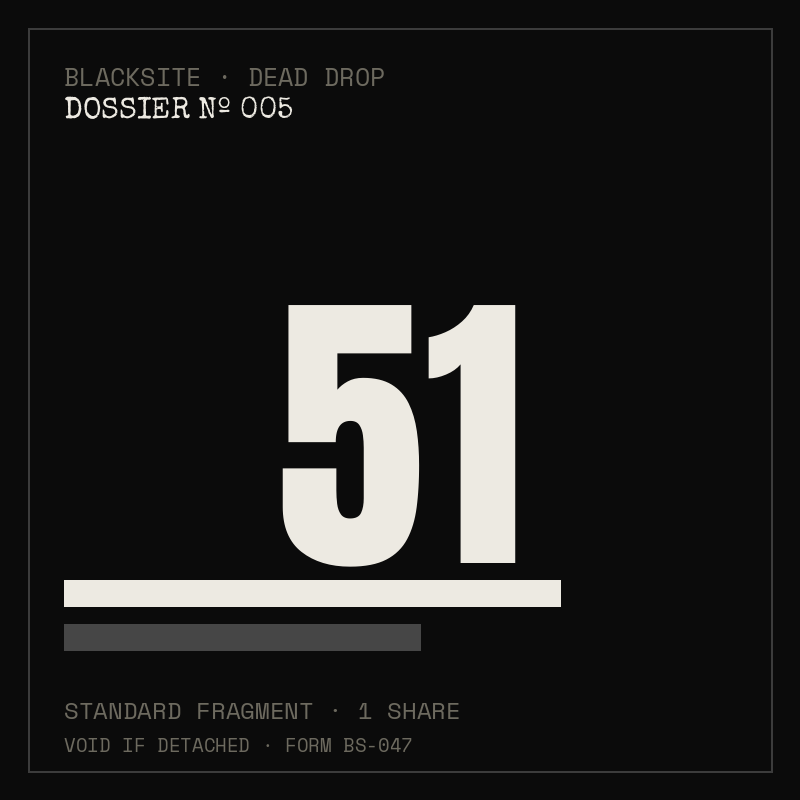 BLACKSITE · DEAD DROP
DOSSIER Nº 005
51
STANDARD FRAGMENT · 1 SHARE
VOID IF DETACHED · FORM BS-047